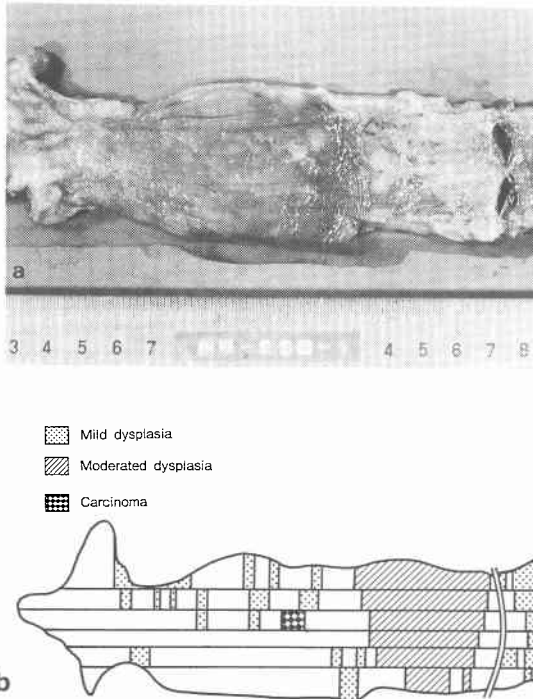 a
3 4 5 6 7 4 5 6 7 8
Mild dysplasia
Moderated dysplasia
Carcinoma
b